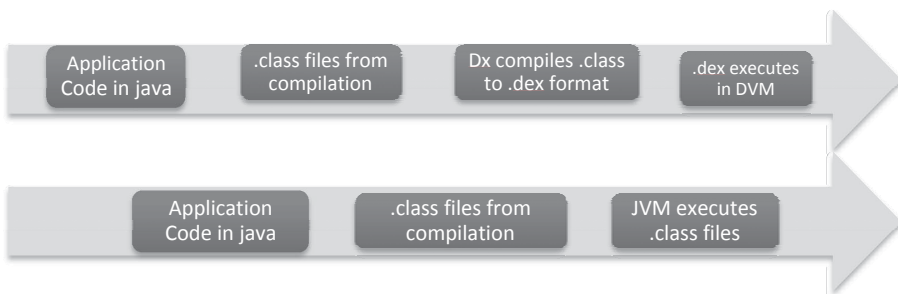 Application
Code in java
.class files from
compilation
Dx compiles .class
to .dex format
.dex executes
in DVM
Application
Code in java
.class files from
compilation
JVM executes
.class files